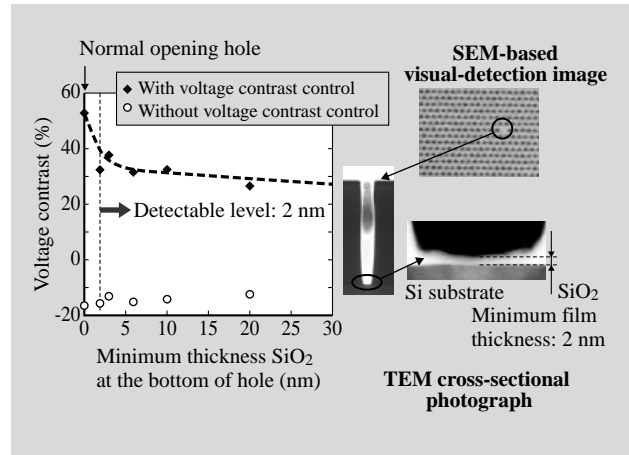 Normal opening hole
With voltage contrast control
Without voltage contrast control
60
40
20
0
-20
Voltage contrast (%)
Detectable level: 2 nm
0
5
10
15
20
25
30
Minimum thickness SiO₂
at the bottom of hole (nm)
SEM-based
visual-detection image
Si substrate
SiO₂
Minimum film
thickness: 2 nm
TEM cross-sectional
photograph